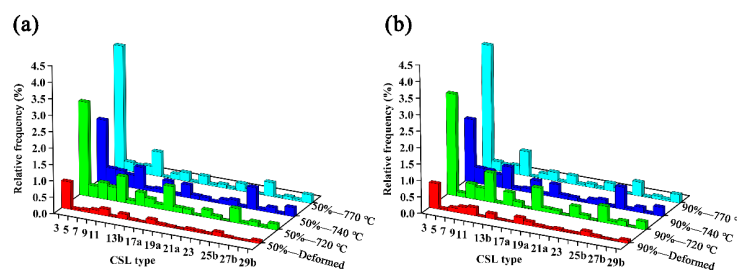 (a)
Relative frequency (%)
4.5
4.0
3.5
3.0
2.5
2.0
1.5
1.0
0.5
0.0
3 5 7 9 11 13b 17a 19a 21a 23 25b 27b 29b
CSL type
50%—770 ℃
50%—740 ℃
50%—720 ℃
50%—Deformed
(b)
Relative frequency (%)
4.5
4.0
3.5
3.0
2.5
2.0
1.5
1.0
0.5
0.0
3 5 7 9 11 13b 17a 19a 21a 23 25b 27b 29b
CSL type
90%—770 ℃
90%—740 ℃
90%—720 ℃
90%—Deformed